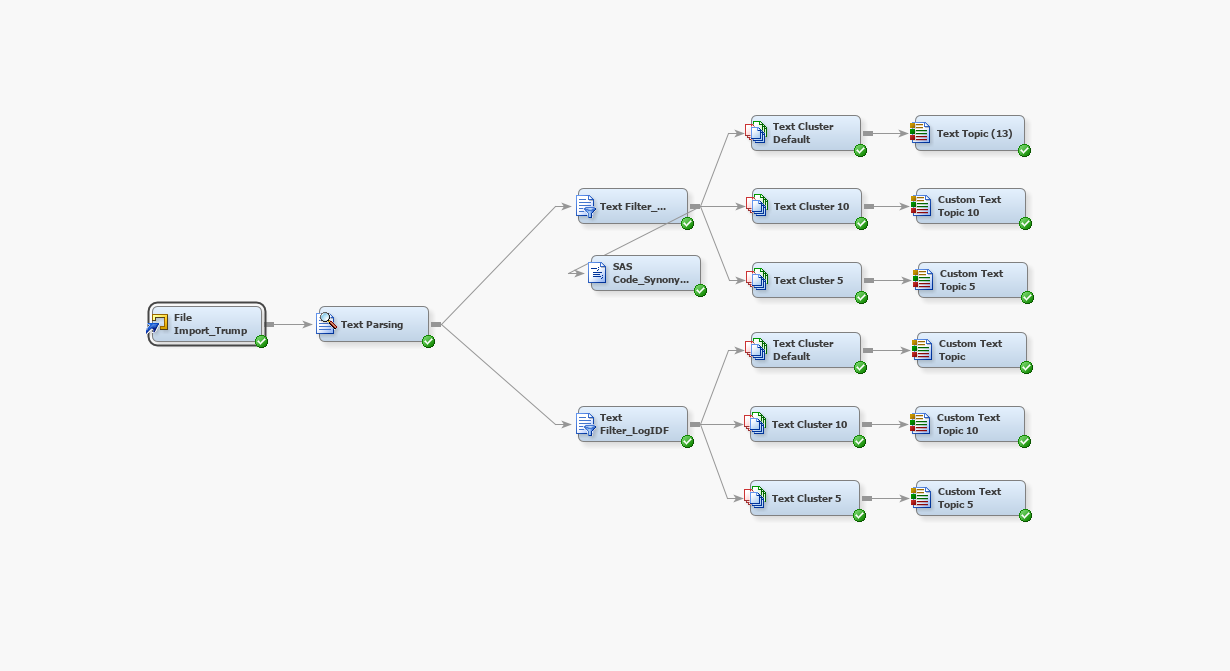 Text Cluster
Default
Text Topic (13)
Text Filter_...
Text Cluster 10
Custom Text
Topic 10
SAS
Code_Synony...
Text Cluster 5
Custom Text
Topic 5
File
Import_Trump
Text Parsing
Text Cluster
Default
Custom Text
Topic
Text
Filter_LogIDF
Text Cluster 10
Custom Text
Topic 10
Text Cluster 5
Custom Text
Topic 5